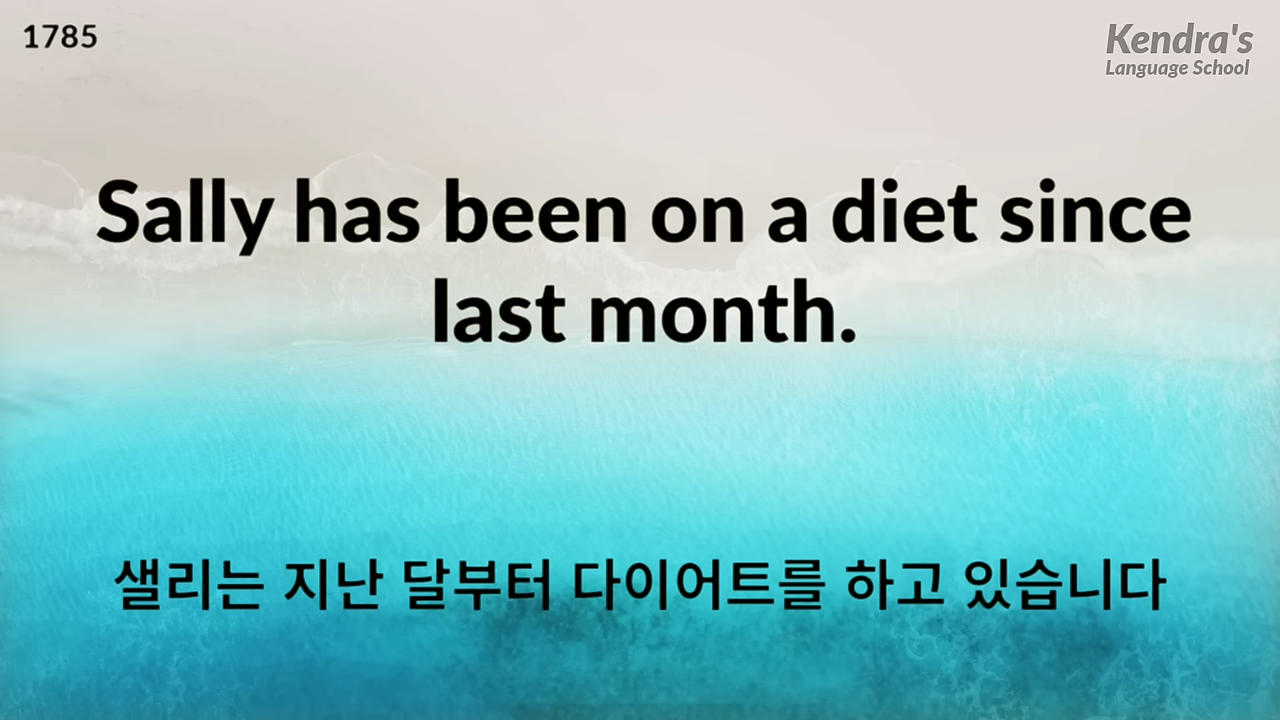 1785
Kendra's
Language School
Sally has been on a diet since
last month.
샐리는 지난 달부터 다이어트를 하고 있습니다